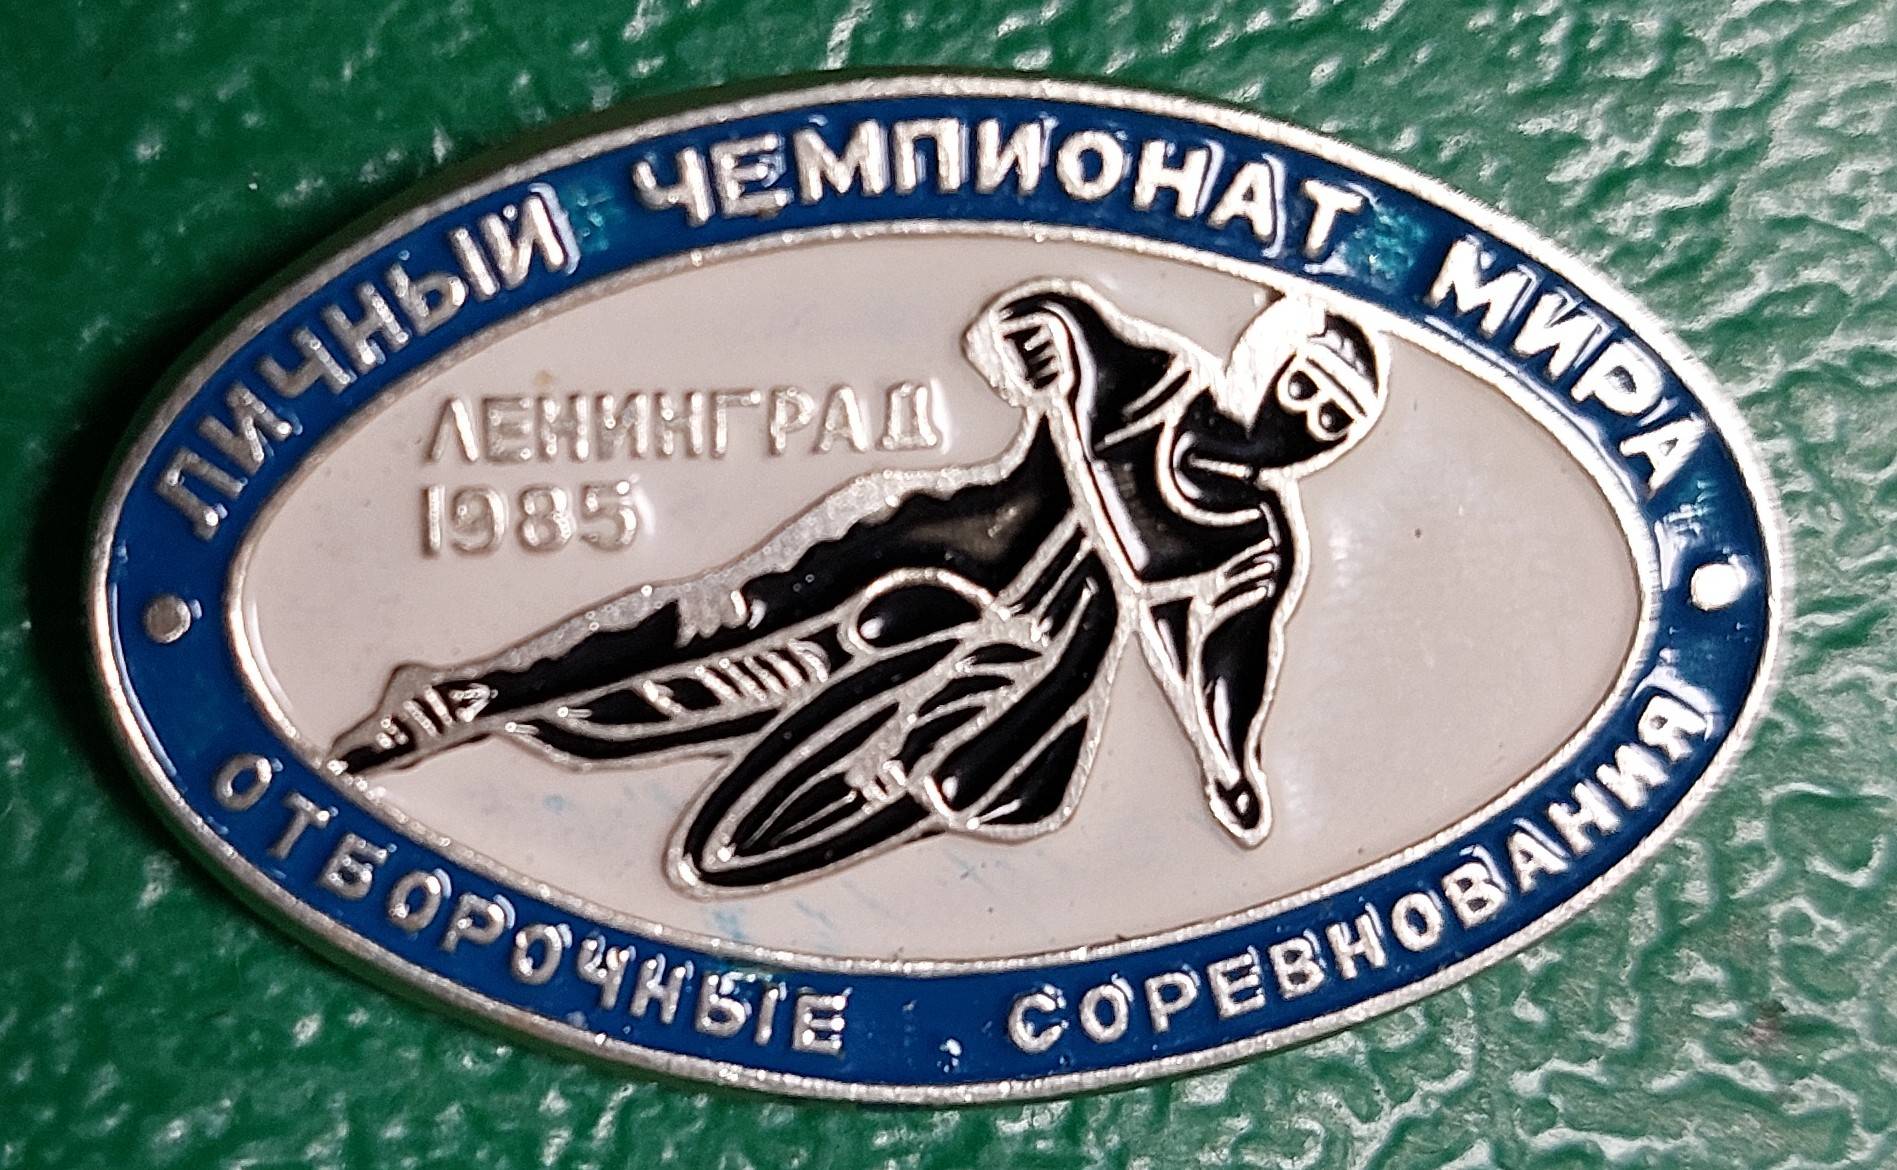 ЛИЧНЫЙ ЧЕМПИОНАТ МИРА
ЛЕНИНГРАД
1985
ОТБОРОЧНЫЕ СОРЕВНОВАНИЯ